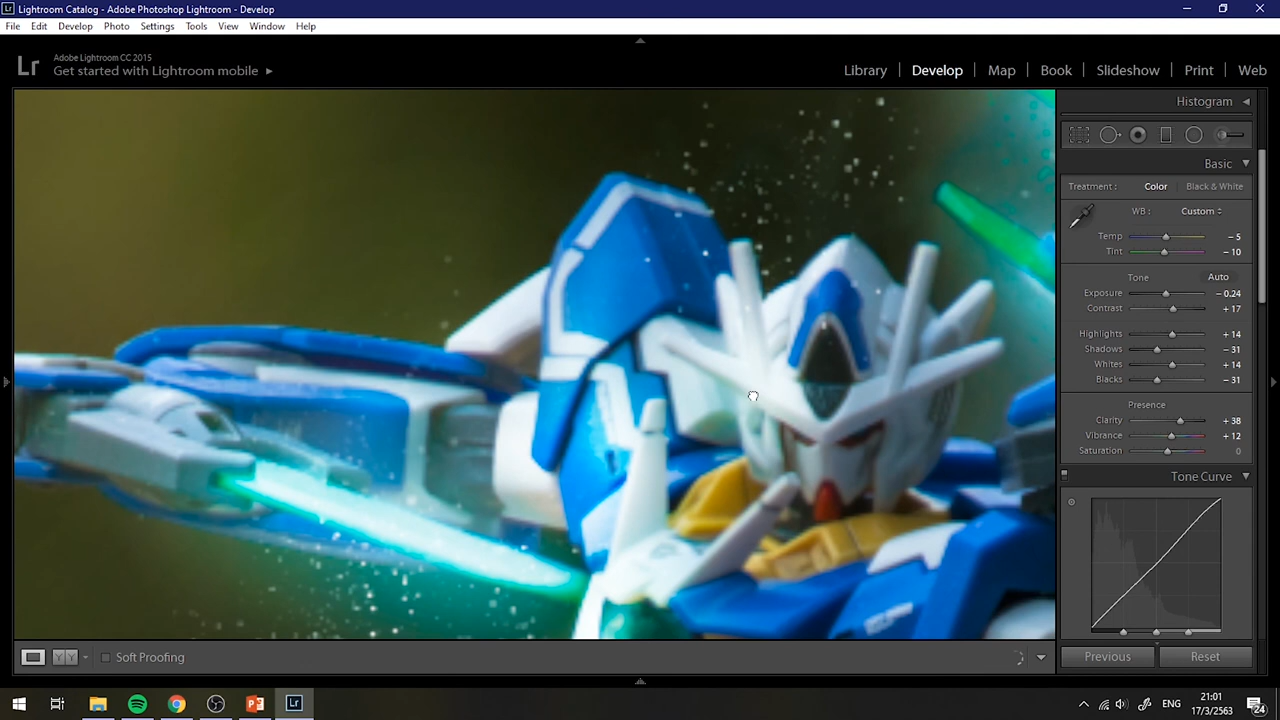 Lightroom Catalog - Adobe Photoshop Lightroom - Develop
File Edit Develop Photo Settings Tools View Window Help
Lr
Adobe Lightroom CC 2015
Get started with Lightroom mobile
Library Develop Map Book Slideshow Print Web
Histogram
Basic
Treatment : Color Black & White
WB : Custom
Temp - 5
Tint - 10
Tone Auto
Exposure - 0.24
Contrast + 17
Highlights + 14
Shadows - 31
Whites + 14
Blacks - 31
Presence
Clarity + 38
Vibrance + 12
Saturation 0
Tone Curve
Soft Proofing
Previous Reset
ENG
21:01
17/3/2563
24